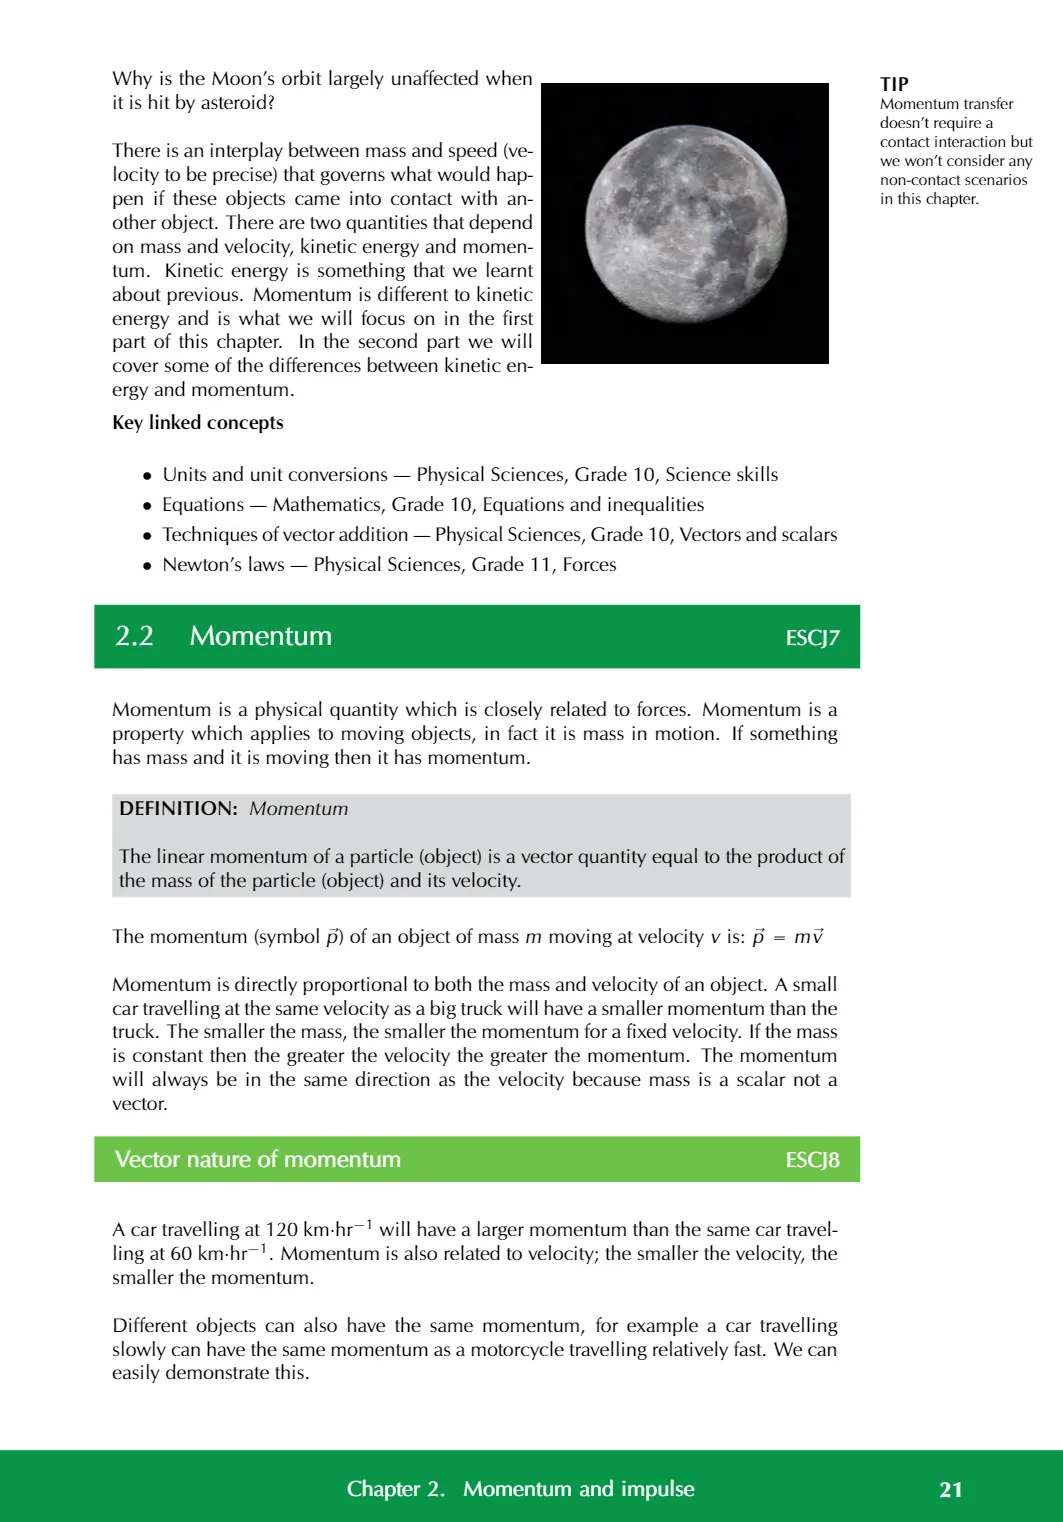 Why is the Moon's orbit largely unaffected when
it is hit by asteroid?
There is an interplay between mass and speed (ve-
locity to be precise) that governs what would hap-
pen if these objects came into contact with an-
other object. There are two quantities that depend
on mass and velocity, kinetic energy and momen-
tum. Kinetic energy is something that we learnt
about previous. Momentum is different to kinetic
energy and is what we will focus on in the first
part of this chapter. In the second part we will
cover some of the differences between kinetic en-
ergy and momentum.
TIP
Momentum transfer
doesn't require a
contact interaction but
we won't consider any
non-contact scenarios
in this chapter.
Key linked concepts
• Units and unit conversions — Physical Sciences, Grade 10, Science skills
• Equations — Mathematics, Grade 10, Equations and inequalities
• Techniques of vector addition — Physical Sciences, Grade 10, Vectors and scalars
• Newton's laws — Physical Sciences, Grade 11, Forces
2.2 Momentum ESCJ7
Momentum is a physical quantity which is closely related to forces. Momentum is a
property which applies to moving objects, in fact it is mass in motion. If something
has mass and it is moving then it has momentum.
DEFINITION: Momentum
The linear momentum of a particle (object) is a vector quantity equal to the product of
the mass of the particle (object) and its velocity.
The momentum (symbol p⃗) of an object of mass m moving at velocity v is: p⃗ = mv⃗
Momentum is directly proportional to both the mass and velocity of an object. A small
car travelling at the same velocity as a big truck will have a smaller momentum than the
truck. The smaller the mass, the smaller the momentum for a fixed velocity. If the mass
is constant then the greater the velocity the greater the momentum. The momentum
will always be in the same direction as the velocity because mass is a scalar not a
vector.
Vector nature of momentum ESCJ8
A car travelling at 120 km·hr⁻¹ will have a larger momentum than the same car travel-
ling at 60 km·hr⁻¹. Momentum is also related to velocity; the smaller the velocity, the
smaller the momentum.
Different objects can also have the same momentum, for example a car travelling
slowly can have the same momentum as a motorcycle travelling relatively fast. We can
easily demonstrate this.
Chapter 2. Momentum and impulse 21